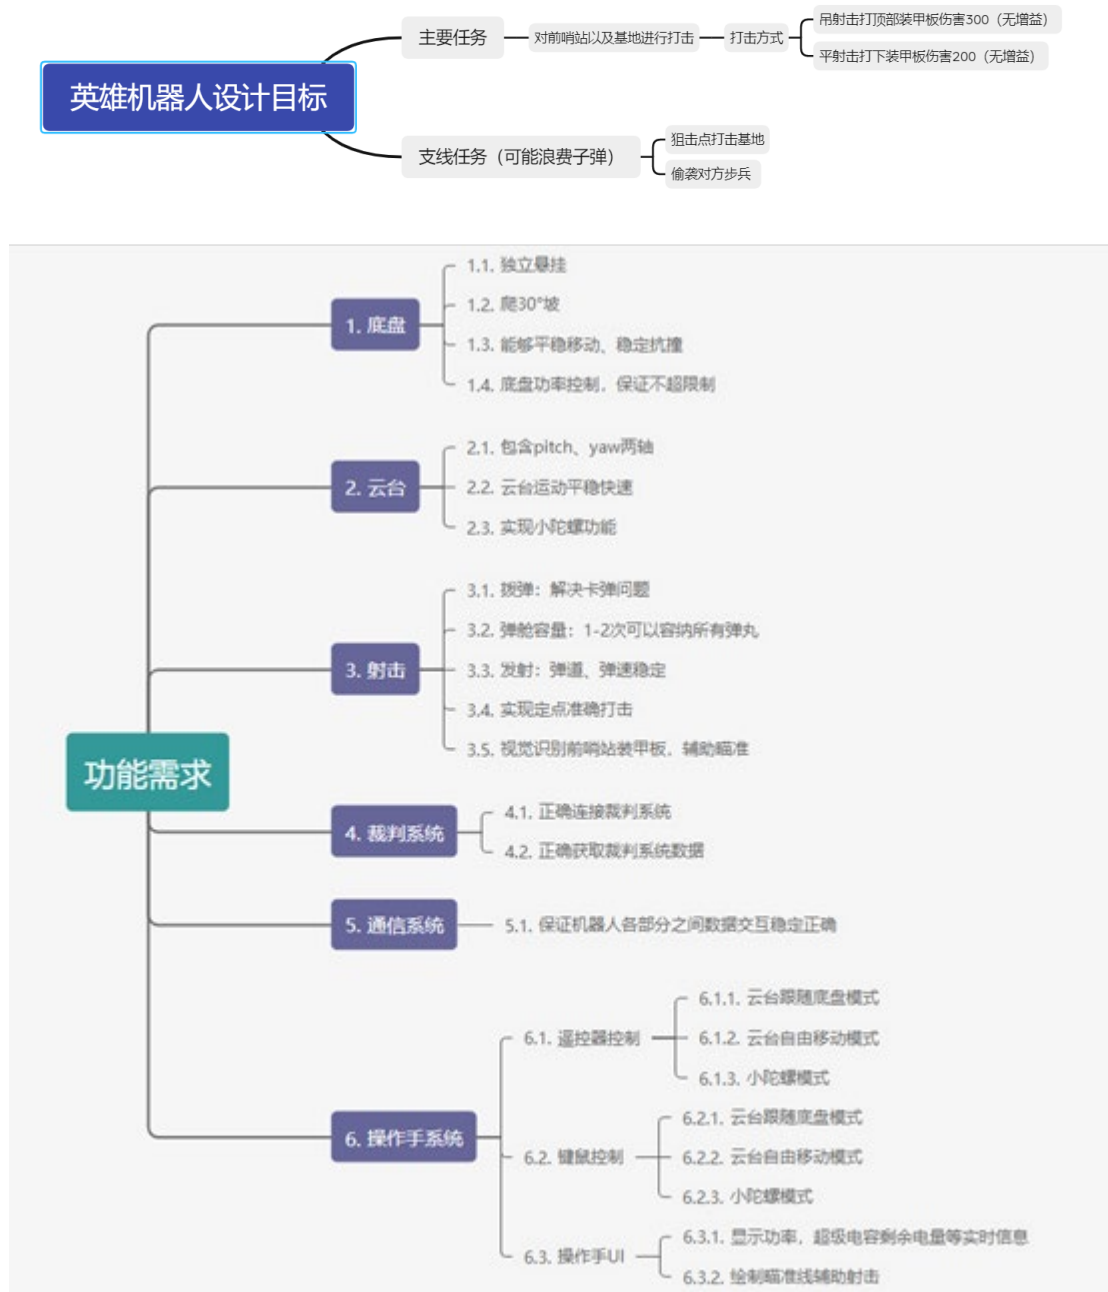 英雄机器人设计目标
主要任务
对前哨站以及基地进行打击
打击方式
吊射击打顶部装甲板伤害300（无增益）
平射击打下装甲板伤害200（无增益）
支线任务（可能浪费子弹）
狙击点打击基地
偷袭对方步兵
功能需求
1. 底盘
1.1. 独立悬挂
1.2. 爬30°坡
1.3. 能够平稳移动、稳定抗撞
1.4. 底盘功率控制，保证不超限制
2. 云台
2.1. 包含pitch、yaw两轴
2.2. 云台运动平稳快速
2.3. 实现小陀螺功能
3. 射击
3.1. 拨弹：解决卡弹问题
3.2. 弹舱容量：1-2次可以容纳所有弹丸
3.3. 发射：弹道、弹速稳定
3.4. 实现定点准确打击
3.5. 视觉识别前哨站装甲板，辅助瞄准
4. 裁判系统
4.1. 正确连接裁判系统
4.2. 正确获取裁判系统数据
5. 通信系统
5.1. 保证机器人各部分之间数据交互稳定正确
6. 操作手系统
6.1. 遥控器控制
6.1.1. 云台跟随底盘模式
6.1.2. 云台自由移动模式
6.1.3. 小陀螺模式
6.2. 键鼠控制
6.2.1. 云台跟随底盘模式
6.2.2. 云台自由移动模式
6.2.3. 小陀螺模式
6.3. 操作手UI
6.3.1. 显示功率，超级电容剩余电量等实时信息
6.3.2. 绘制瞄准线辅助射击